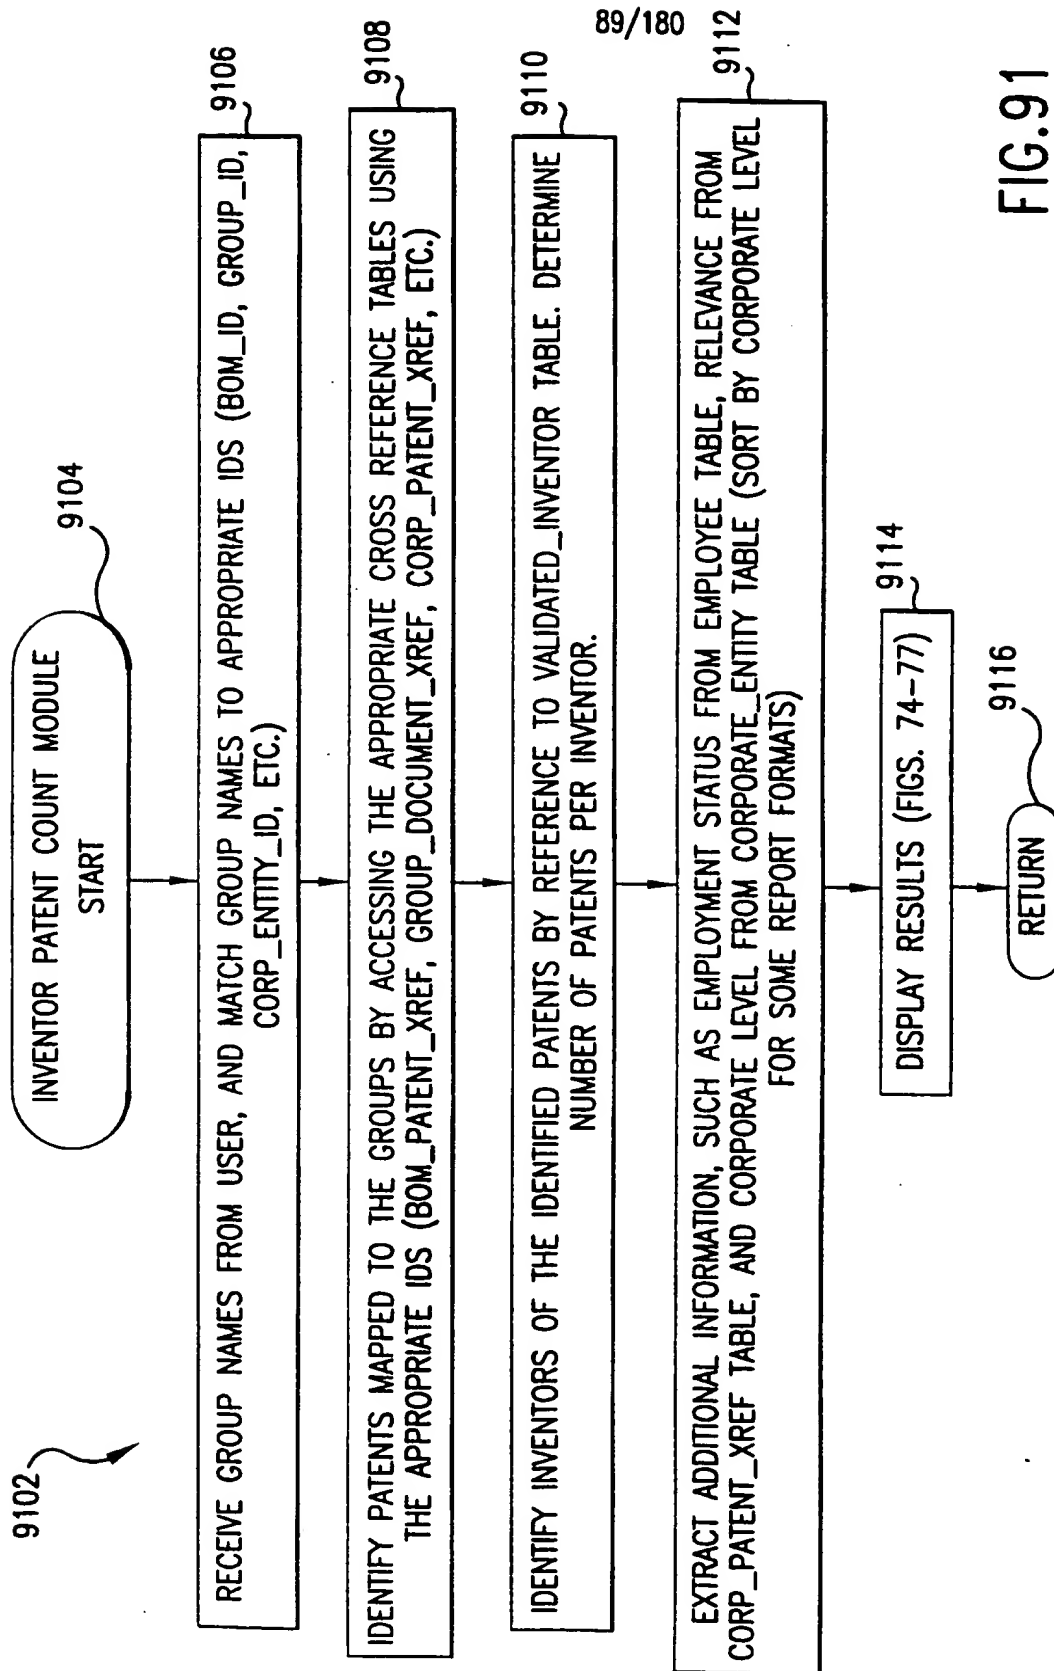 89/180
9102
INVENTOR PATENT COUNT MODULE
START
9104
RECEIVE GROUP NAMES FROM USER, AND MATCH GROUP NAMES TO APPROPRIATE IDS (BOM_ID, GROUP_ID,
CORP_ENTITY_ID, ETC.)
9106
IDENTIFY PATENTS MAPPED TO THE GROUPS BY ACCESSING THE APPROPRIATE CROSS REFERENCE TABLES USING
THE APPROPRIATE IDS (BOM_PATENT_XREF, GROUP_DOCUMENT_XREF, CORP_PATENT_XREF, ETC.)
9108
IDENTIFY INVENTORS OF THE IDENTIFIED PATENTS BY REFERENCE TO VALIDATED_INVENTOR TABLE. DETERMINE
NUMBER OF PATENTS PER INVENTOR.
9110
EXTRACT ADDITIONAL INFORMATION, SUCH AS EMPLOYMENT STATUS FROM EMPLOYEE TABLE, RELEVANCE FROM
CORP_PATENT_XREF TABLE, AND CORPORATE LEVEL FROM CORPORATE_ENTITY TABLE (SORT BY CORPORATE LEVEL
FOR SOME REPORT FORMATS)
9112
DISPLAY RESULTS (FIGS. 74-77)
9114
RETURN
9116
FIG.91